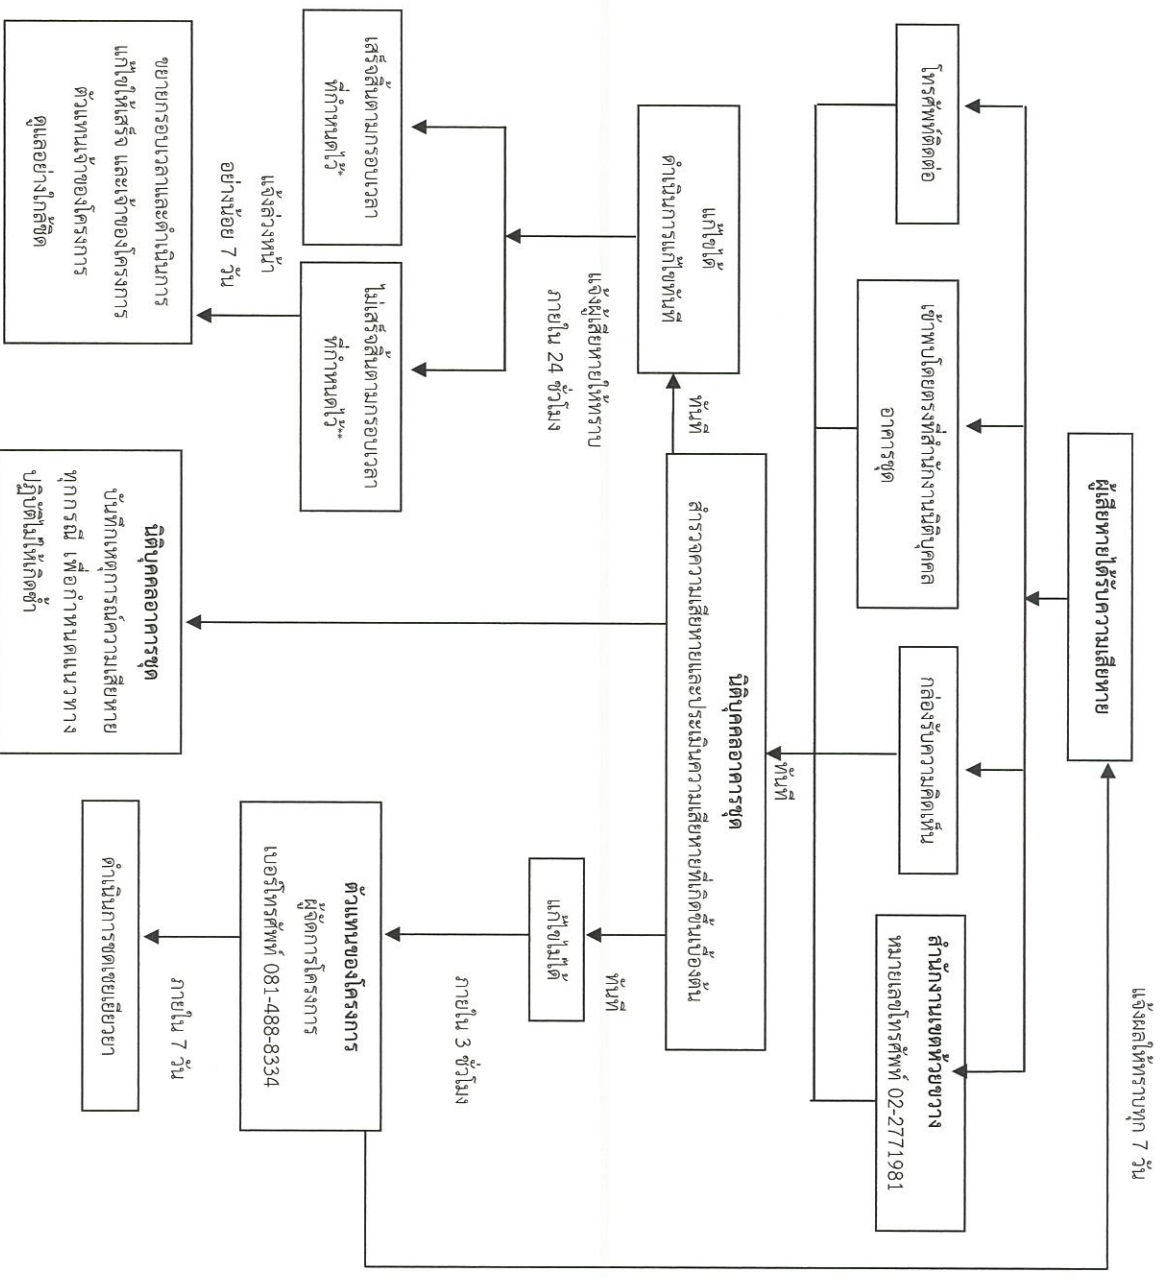 ผู้เสียหายได้รับความเสียหาย
แจ้งผลให้ทราบทุก 7 วัน
โทรศัพท์ติดต่อ
เข้าพบโดยตรงที่สำนักงานนิติบุคคล
อาคารชุด
กล่องรับความคิดเห็น
สำนักงานเขตห้วยขวาง
หมายเลขโทรศัพท์ 02-2771981
ทันที
นิติบุคคลอาคารชุด
สำรวจความเสียหายและประเมินความเสียหายที่เกิดขึ้นเบื้องต้น
ทันที
แก้ไขได้
ดำเนินการแก้ไขทันที
แจ้งผู้เสียหายให้ทราบ
ภายใน 24 ชั่วโมง
ทันที
แก้ไขไม่ได้
ภายใน 3 ชั่วโมง
เสร็จสิ้นตามกรอบเวลา
ที่กำหนดไว้*
ไม่เสร็จสิ้นตามกรอบเวลา
ที่กำหนดไว้**
ตัวแทนของโครงการ
ผู้จัดการโครงการ
เบอร์โทรศัพท์ 081-488-8334
แจ้งล่วงหน้า
อย่างน้อย 7 วัน
ภายใน 7 วัน
ขยายกรอบเวลาและดำเนินการ
แก้ไขให้เสร็จ และเจ้าของโครงการ
ตัวแทนเจ้าของโครงการ
ดูแลอย่างใกล้ชิด
นิติบุคคลอาคารชุด
บันทึกเหตุการณ์ความเสียหาย
ทุกกรณี เพื่อกำหนดแนวทาง
ปฏิบัติไม่ให้เกิดซ้ำ
ดำเนินการชดเชยเยียวยา